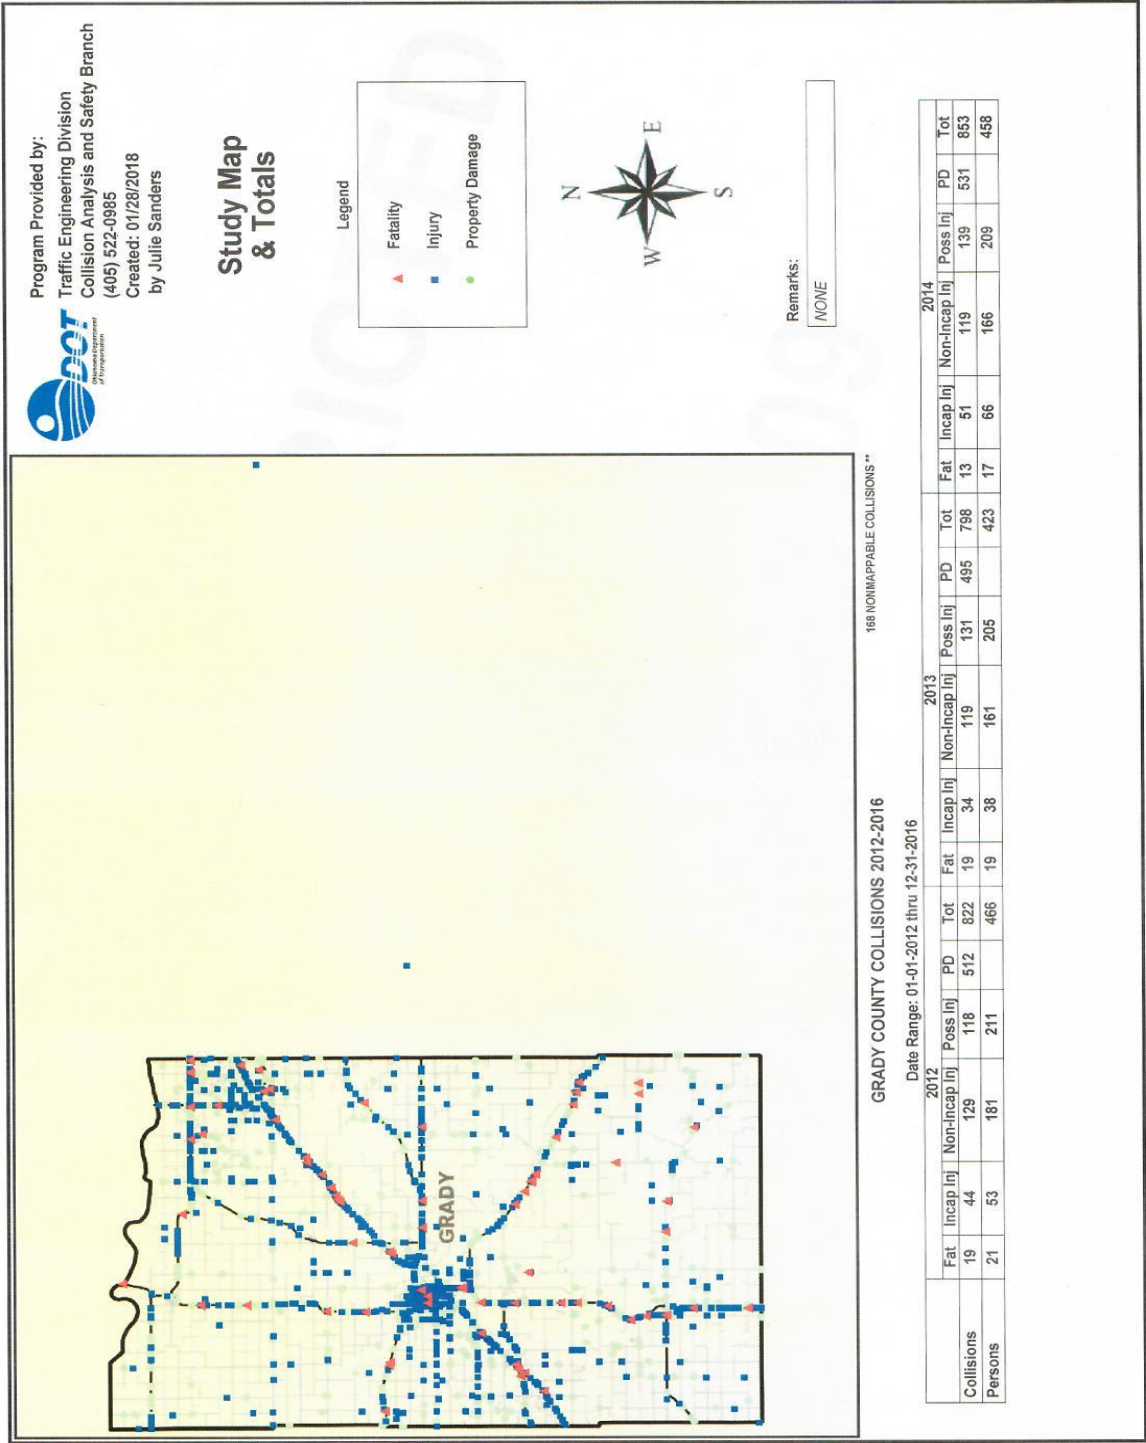 DOT
Oklahoma Department
of Transportation
Program Provided by:
Traffic Engineering Division
Collision Analysis and Safety Branch
(405) 522-0985
Created: 01/28/2018
by Julie Sanders
Study Map
& Totals
Legend
Fatality
Injury
Property Damage
N
W
E
S
Remarks:
NONE
GRADY
168 NONMAPPABLE COLLISIONS **
GRADY COUNTY COLLISIONS 2012-2016
Date Range: 01-01-2012 thru 12-31-2016
2012 2013 2014
Fat Incap Inj Non-Incap Inj Poss Inj PD Tot Fat Incap Inj Non-Incap Inj Poss Inj PD Tot Fat Incap Inj Non-Incap Inj Poss Inj PD Tot
Collisions 19 44 129 118 512 822 19 34 119 131 495 798 13 51 119 139 531 853
Persons 21 53 181 211 466 19 38 161 205 423 17 66 166 209 458